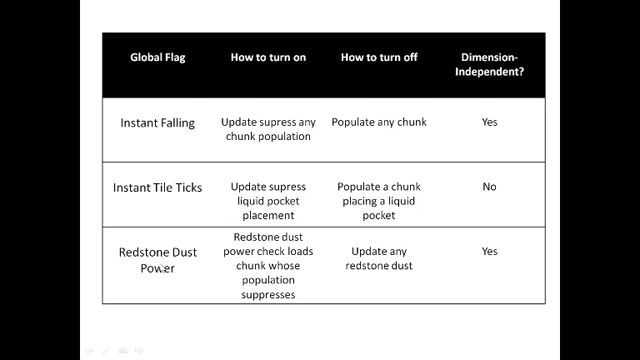 Global Flag
How to turn on
How to turn off
Dimension-
Independent?
Instant Falling
Update supress any
chunk population
Populate any chunk
Yes
Instant Tile Ticks
Update supress
liquid pocket
placement
Populate a chunk
placing a liquid
pocket
No
Redstone Dust
Power
Redstone dust
power check loads
chunk whose
population
suppresses
Update any
redstone dust
Yes